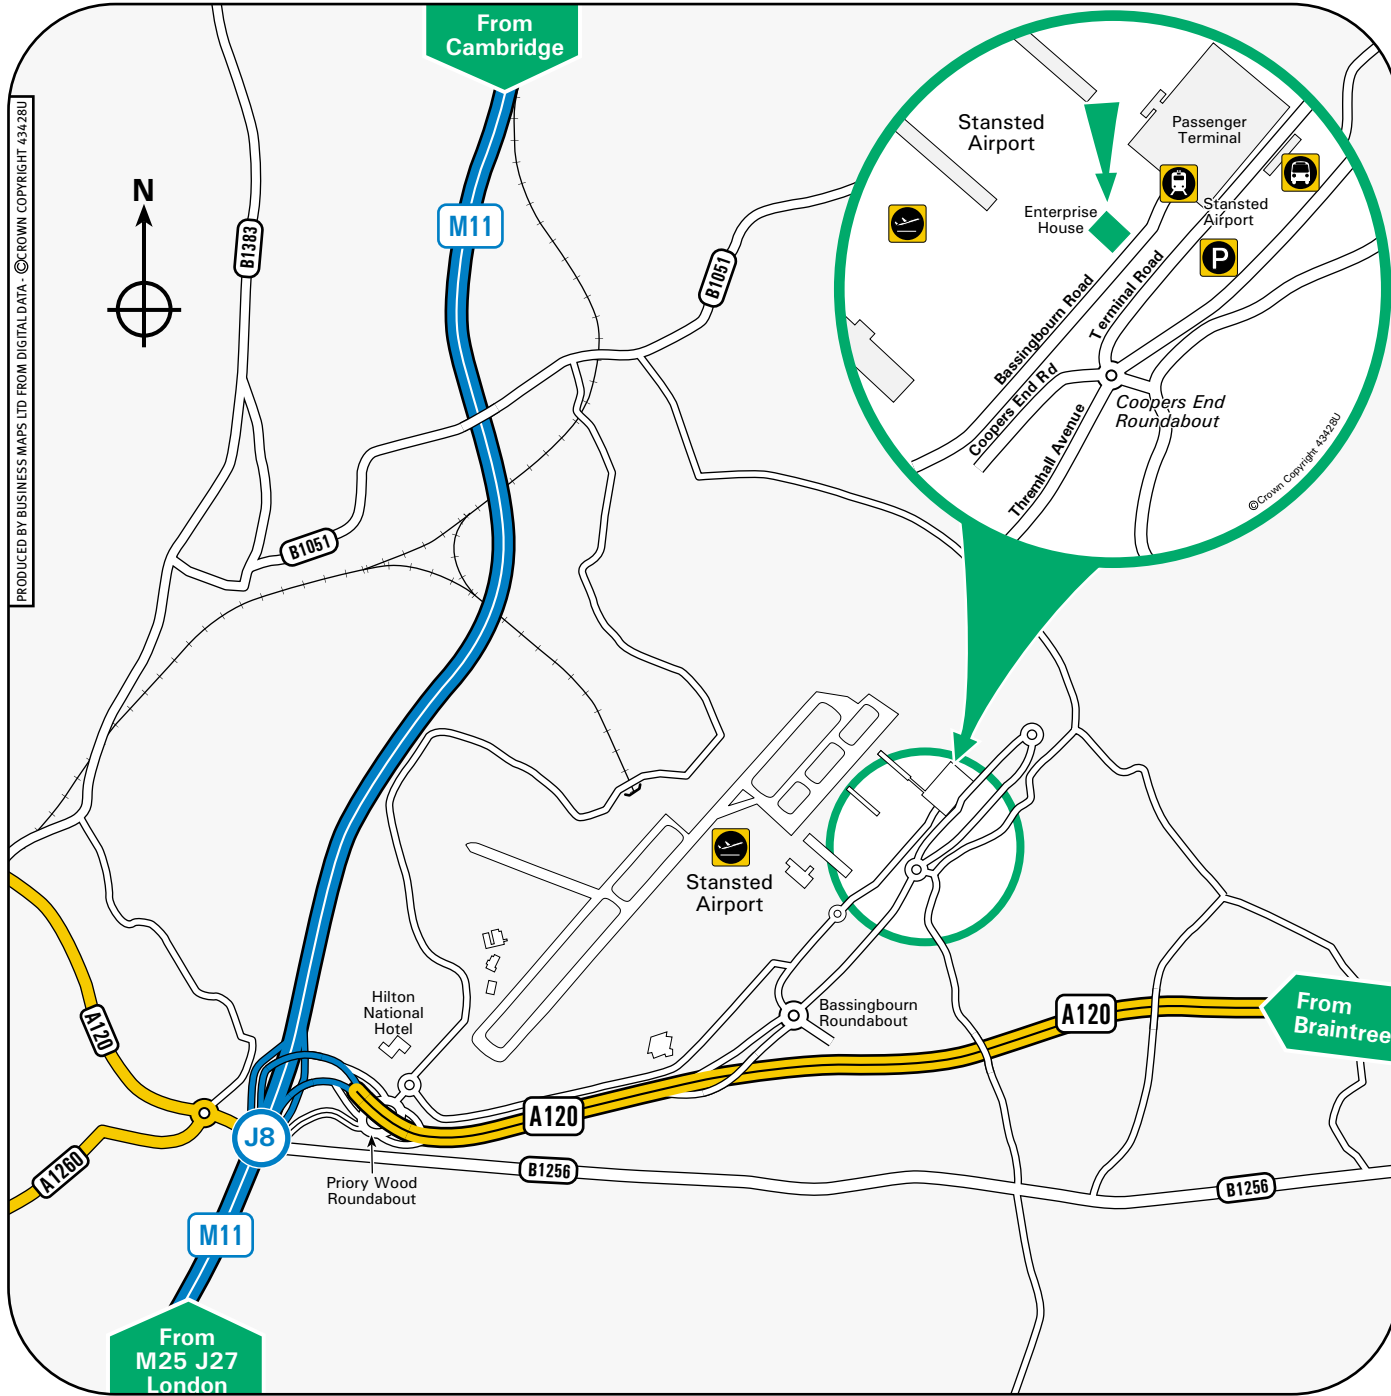 From
Cambridge
PRODUCED BY BUSINESS MAPS LTD FROM DIGITAL DATA - ©CROWN COPYRIGHT 43428U
N
M11
B1383
B1051
B1051
Stansted
Airport
Passenger
Terminal
Enterprise
House
Stansted
Airport
P
Bassingbourn Road
Terminal Road
Coopers End Rd
Thremhall Avenue
Coopers End
Roundabout
©Crown Copyright 43428U
Stansted
Airport
Hilton
National
Hotel
Bassingbourn
Roundabout
A120
From
Braintree
A120
A120
J8
A1260
Priory Wood
Roundabout
B1256
B1256
M11
From
M25 J27
London